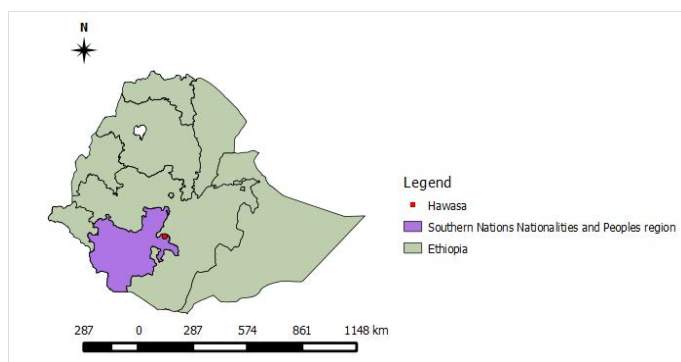 N
Legend
Hawasa
Southern Nations Nationalities and Peoples region
Ethiopia
287 0 287 574 861 1148 km